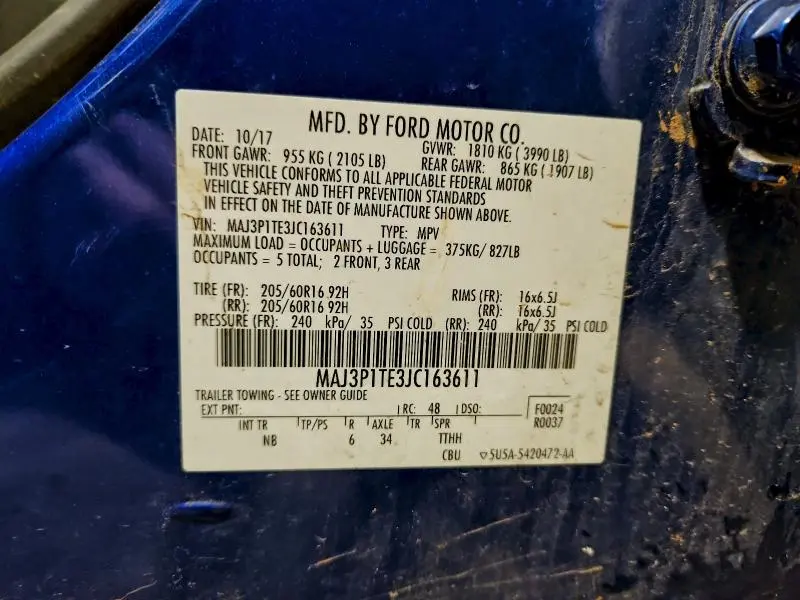 MFD. BY FORD MOTOR CO.
DATE: 10/17 GVWR: 1810 KG ( 3990 LB)
FRONT GAWR: 955 KG ( 2105 LB) REAR GAWR: 865 KG ( 1907 LB)
THIS VEHICLE CONFORMS TO ALL APPLICABLE FEDERAL MOTOR
VEHICLE SAFETY AND THEFT PREVENTION STANDARDS
IN EFFECT ON THE DATE OF MANUFACTURE SHOWN ABOVE.
VIN: MAJ3P1TE3JC163611 TYPE: MPV
MAXIMUM LOAD = OCCUPANTS + LUGGAGE = 375KG/ 827LB
OCCUPANTS = 5 TOTAL; 2 FRONT, 3 REAR
TIRE (FR): 205/60R16 92H RIMS (FR): 16x6.5J
(RR): 205/60R16 92H (RR): 16x6.5J
PRESSURE (FR): 240 kPa/ 35 PSI COLD (RR): 240 kPa/ 35 PSI COLD
MAJ3P1TE3JC163611
TRAILER TOWING - SEE OWNER GUIDE
EXT PNT: RC: 48 DSO: F0024
R0037
INT TR TP/PS R AXLE TR SPR
NB 6 34 TTHH
CBU 5USA-5420472-AA